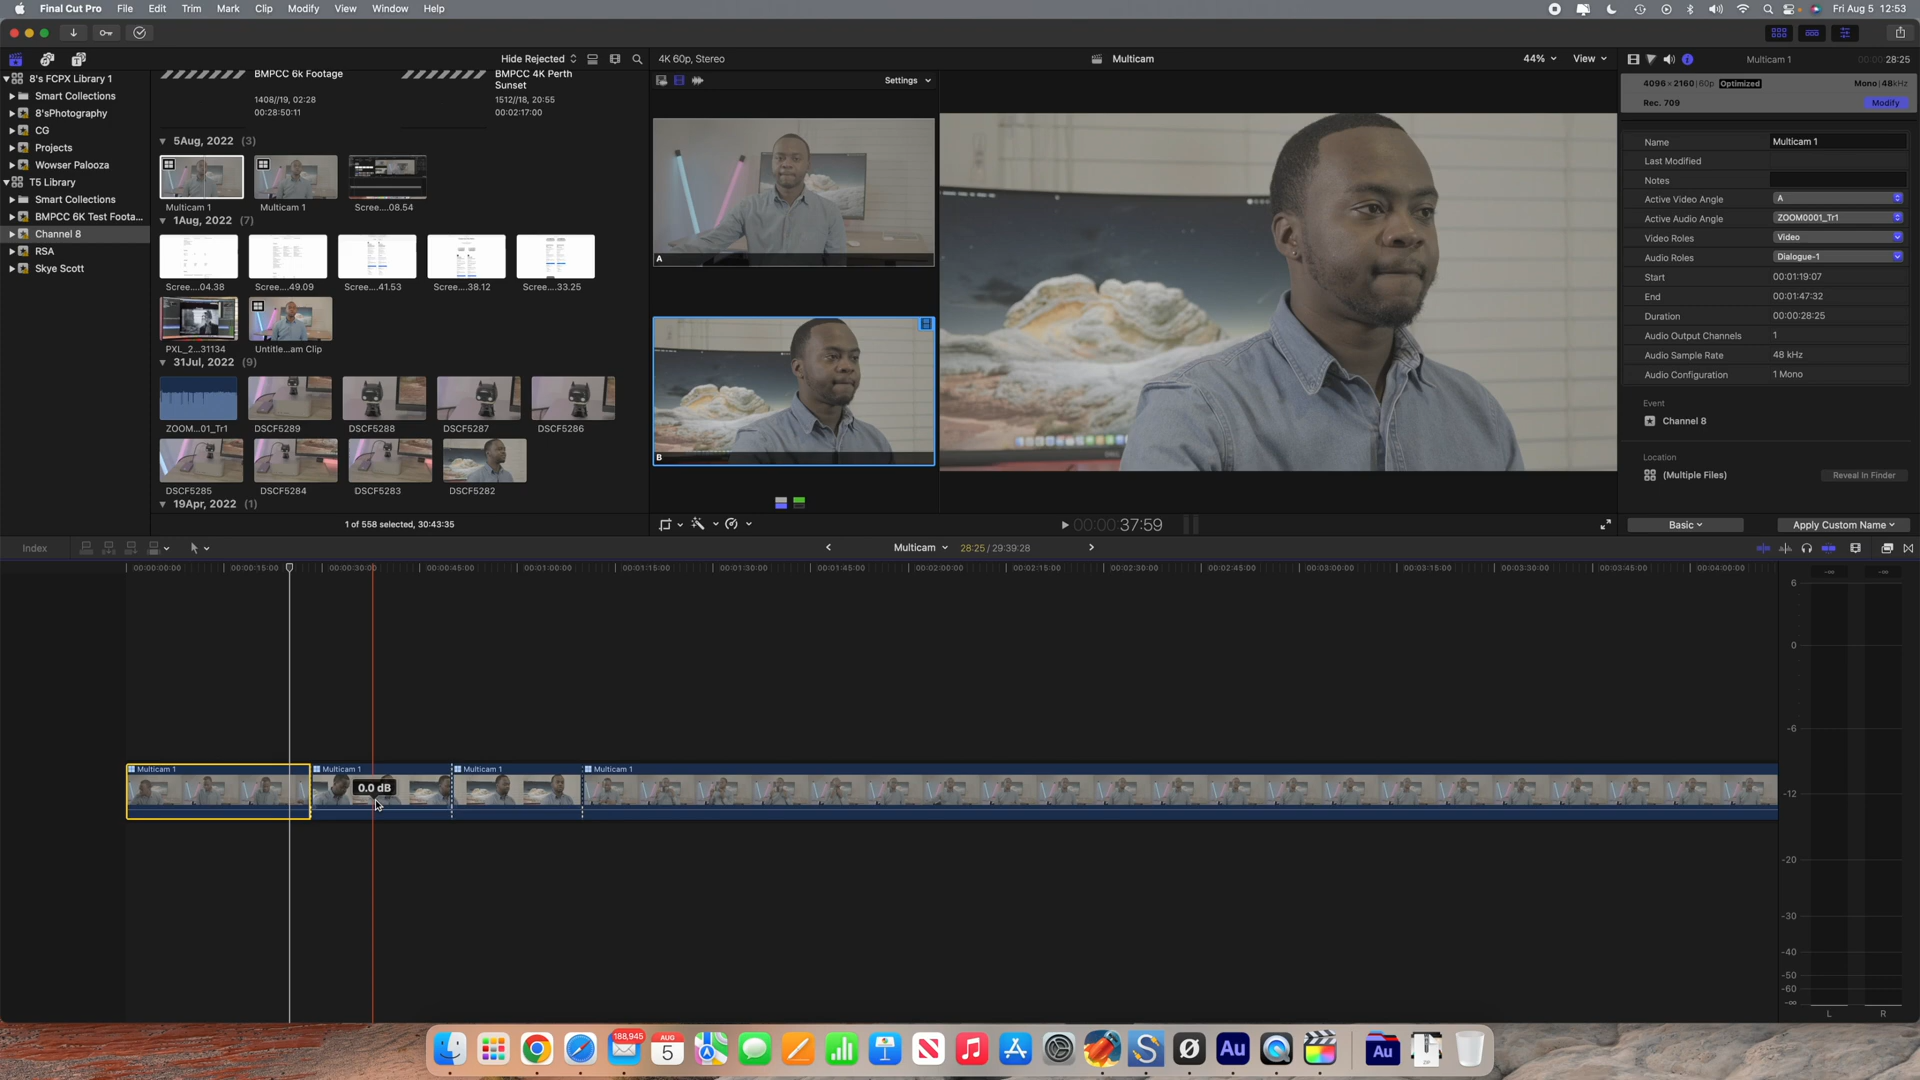 Final Cut Pro File Edit Trim Mark Clip Modify View Window Help Fri Aug 5 12:53
Hide Rejected
4K 60p, Stereo Multicam 44% View
Multicam 1 00:00:28:25
8's FCPX Library 1
Smart Collections
8'sPhotography
CG
Projects
Wowser Palooza
T5 Library
Smart Collections
BMPCC 6K Test Foota...
Channel 8
RSA
Skye Scott
BMPCC 6k Footage
1408//19, 02:28
00:28:50:11
BMPCC 4K Perth
Sunset
1512//18, 20:55
00:02:17:00
5Aug, 2022 (3)
Multicam 1 Multicam 1 Scree....08.54
1Aug, 2022 (7)
Scree....04.38 Scree....49.09 Scree....41.53 Scree....38.12 Scree....33.25
PXL_2...31134 Untitle...am Clip
31Jul, 2022 (9)
ZOOM...01_Tr1 DSCF5289 DSCF5288 DSCF5287 DSCF5286
DSCF5285 DSCF5284 DSCF5283 DSCF5282
19Apr, 2022 (1)
1 of 558 selected, 30:43:35
Settings
A
B
00:00:37:59
4096 × 2160 | 60p Optimized Mono | 48kHz
Rec. 709 Modify
Name Multicam 1
Last Modified
Notes
Active Video Angle A
Active Audio Angle ZOOM0001_Tr1
Video Roles Video
Audio Roles Dialogue-1
Start 00:01:19:07
End 00:01:47:32
Duration 00:00:28:25
Audio Output Channels 1
Audio Sample Rate 48 kHz
Audio Configuration 1 Mono
Event
Channel 8
Location
(Multiple Files) Reveal In Finder
Basic Apply Custom Name
Index Multicam 28:25 / 29:39:28
00:00:00:00 00:00:15:00 00:00:30:00 00:00:45:00 00:01:00:00 00:01:15:00 00:01:30:00 00:01:45:00 00:02:00:00 00:02:15:00 00:02:30:00 00:02:45:00 00:03:00:00 00:03:15:00 00:03:30:00 00:03:45:00 00:04:00:00
Multicam 1 Multicam 1 Multicam 1 Multicam 1
0.0 dB
-∞ -∞
6
0
-6
-12
-20
-30
-40
-50
-60
-∞
L R
188,945
AUG
5
Au
Au
ZIP